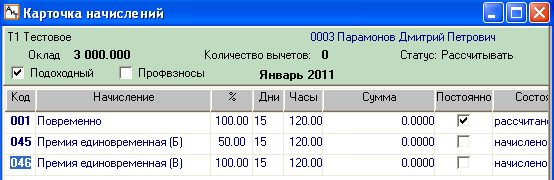 Карточка начислений
Т1 Тестовое 0003 Парамонов Дмитрий Петрович
Оклад 3 000.000 Количество вычетов: 0 Статус: Рассчитывать
Подоходный Профвзносы Январь 2011
Код Начисление % Дни Часы Сумма Постоянно Состоя
001 Повременно 100.00 15 120.00 0.0000 рассчитано
045 Премия единовременная (Б) 50.00 15 120.00 0.0000 начислено
046 Премия единовременная (В) 100.00 15 120.00 0.0000 начислено